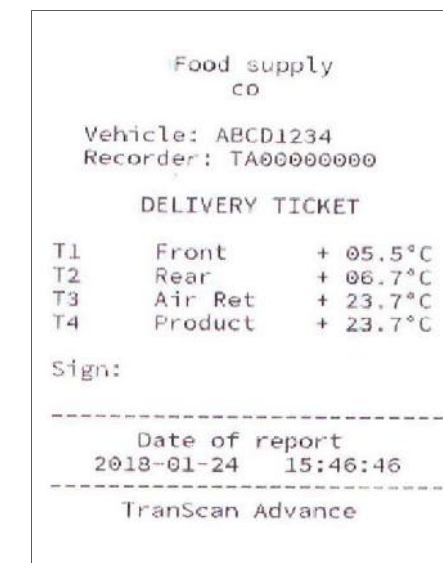 Food supply
co
Vehicle: ABCD1234
Recorder: TA00000000
DELIVERY TICKET
T1 Front + 05.5°C
T2 Rear + 06.7°C
T3 Air Ret + 23.7°C
T4 Product + 23.7°C
Sign:
Date of report
2018-01-24 15:46:46
TranScan Advance